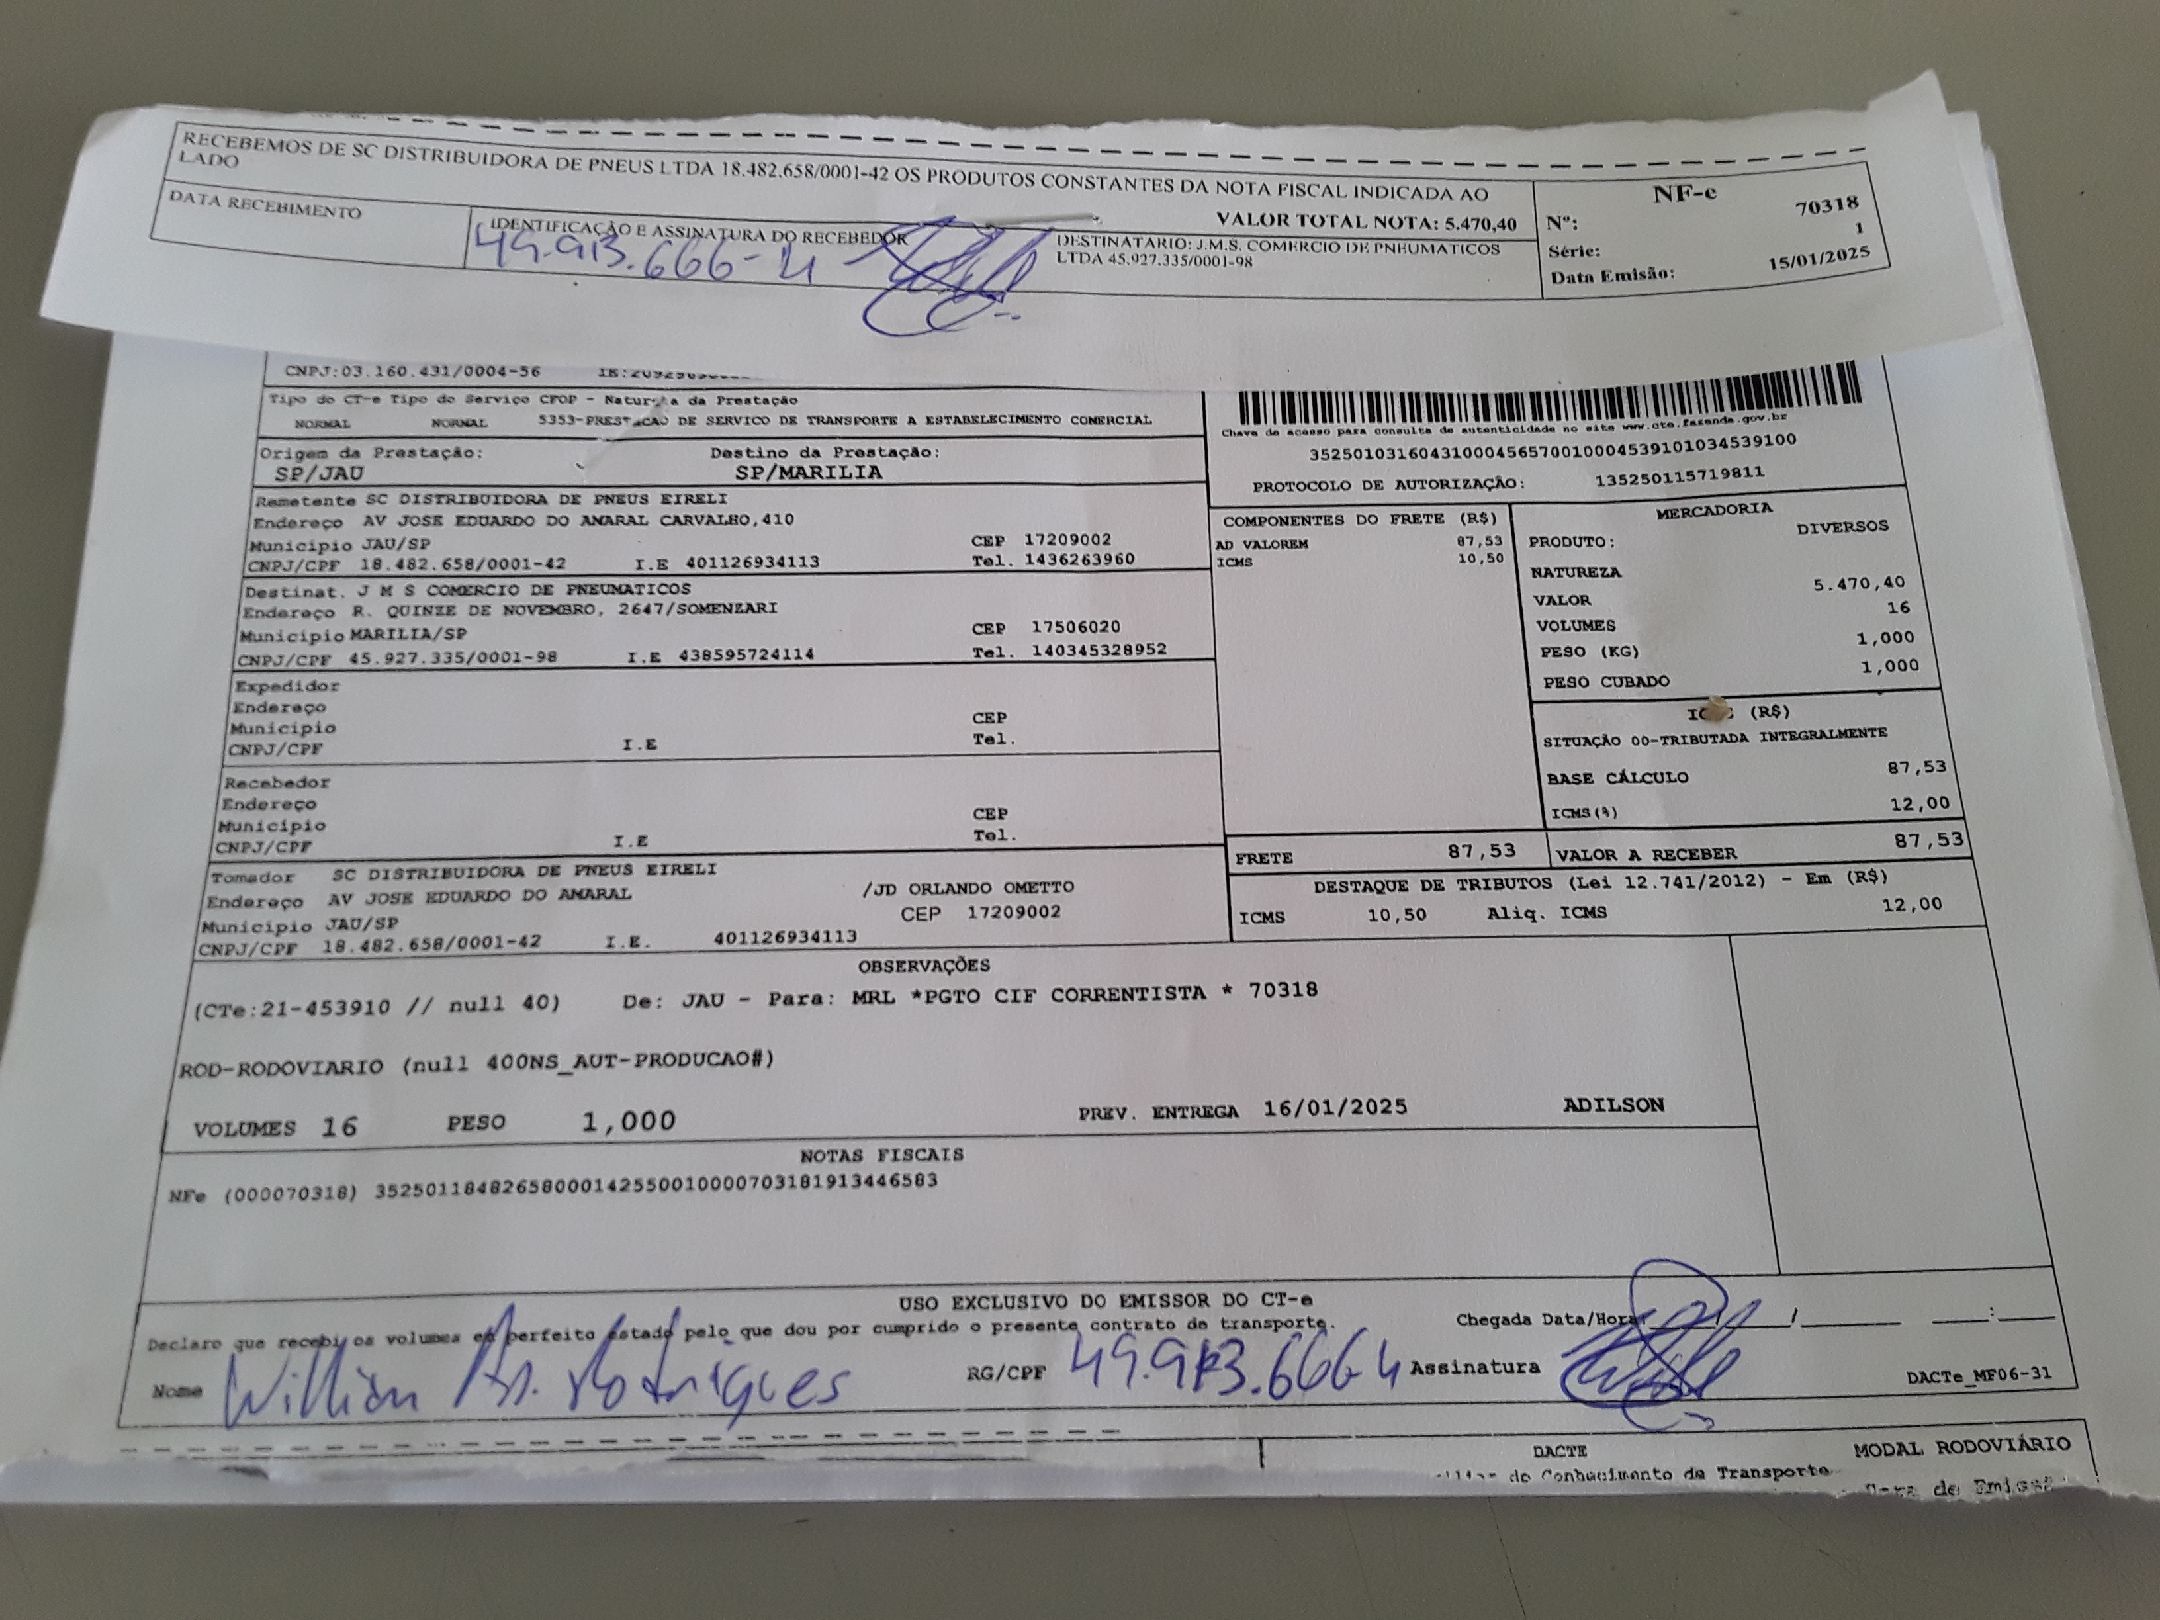 RECEBEMOS DE SC DISTRIBUIDORA DE PNEUS LTDA 18.482.658/0001-42 OS PRODUTOS CONSTANTES DA NOTA FISCAL INDICADA AO
LADO
VALOR TOTAL NOTA: 5.470,40
NF-e
Nº: 70318
Série: 1
Data Emissão: 15/01/2025
DATA RECEBIMENTO
IDENTIFICAÇÃO E ASSINATURA DO RECEBEDOR
49.913.666-4
DESTINATARIO: J.M.S. COMERCIO DE PNEUMATICOS
LTDA 45.927.335/0001-98
CNPJ:03.160.431/0004-56
Tipo do CT-e Tipo do Serviço CFOP - Natureza da Prestação
NORMAL NORMAL 5353-PRESTACAO DE SERVICO DE TRANSPORTE A ESTABELECIMENTO COMERCIAL
Chave de acesso para consulta de autenticidade no site www.cte.fazenda.gov.br
35250103160431000456570010004539101034539100
PROTOCOLO DE AUTORIZAÇÃO: 135250115719811
Origem da Prestação: Destino da Prestação:
SP/JAU SP/MARILIA
Remetente SC DISTRIBUIDORA DE PNEUS EIRELI
Endereço AV JOSE EDUARDO DO AMARAL CARVALHO,410
Municipio JAU/SP CEP 17209002
CNPJ/CPF 18.482.658/0001-42 I.E 401126934113 Tel. 1436263960
Destinat. J M S COMERCIO DE PNEUMATICOS
Endereço R. QUINZE DE NOVEMBRO, 2647/SOMENZARI
Municipio MARILIA/SP CEP 17506020
CNPJ/CPF 45.927.335/0001-98 I.E 438595724114 Tel. 140345328952
Expedidor
Endereço
Municipio CEP
CNPJ/CPF I.E Tel.
Recebedor
Endereço
Municipio CEP
CNPJ/CPF I.E Tel.
Tomador SC DISTRIBUIDORA DE PNEUS EIRELI
Endereço AV JOSE EDUARDO DO AMARAL /JD ORLANDO OMETTO
Municipio JAU/SP CEP 17209002
CNPJ/CPF 18.482.658/0001-42 I.E. 401126934113
COMPONENTES DO FRETE (R$)
AD VALOREM 87,53
ICMS 10,50
MERCADORIA
PRODUTO: DIVERSOS
NATUREZA
VALOR 5.470,40
VOLUMES 16
PESO (KG) 1,000
PESO CUBADO 1,000
(R$)
SITUAÇÃO 00-TRIBUTADA INTEGRALMENTE
BASE CÁLCULO 87,53
ICMS(%) 12,00
FRETE 87,53 VALOR A RECEBER 87,53
DESTAQUE DE TRIBUTOS (Lei 12.741/2012) - Em (R$)
ICMS 10,50 Aliq. ICMS 12,00
OBSERVAÇÕES
(CTe:21-453910 // null 40) De: JAU - Para: MRL *PGTO CIF CORRENTISTA * 70318
ROD-RODOVIARIO (null 400NS_AUT-PRODUCAO#)
VOLUMES 16 PESO 1,000 PREV. ENTREGA 16/01/2025 ADILSON
NOTAS FISCAIS
NFe (000070318) 35250118482658000142550010000703181913446583
USO EXCLUSIVO DO EMISSOR DO CT-e
Declaro que recebi os volumes em perfeito estado pelo que dou por cumprido o presente contrato de transporte.
Chegada Data/Hora / / :
Nome Willian Rodrigues RG/CPF 49.913.666 4 Assinatura
DACTe_MF06-31
DACTE MODAL RODOVIÁRIO
do Conhecimento de Transporte
de Emissão